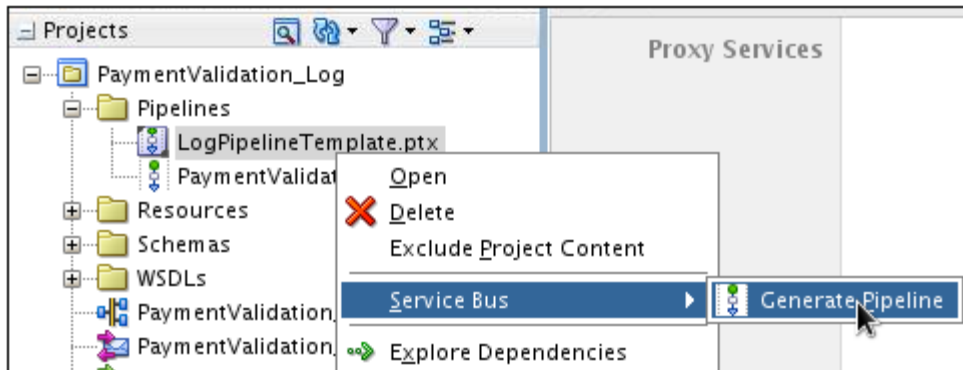 Projects
Proxy Services
PaymentValidation_Log
Pipelines
LogPipelineTemplate.ptx
PaymentValidat
Open
Resources
Delete
Schemas
Exclude Project Content
WSDLs
Service Bus
Generate Pipeline
PaymentValidation_
PaymentValidation_
Explore Dependencies